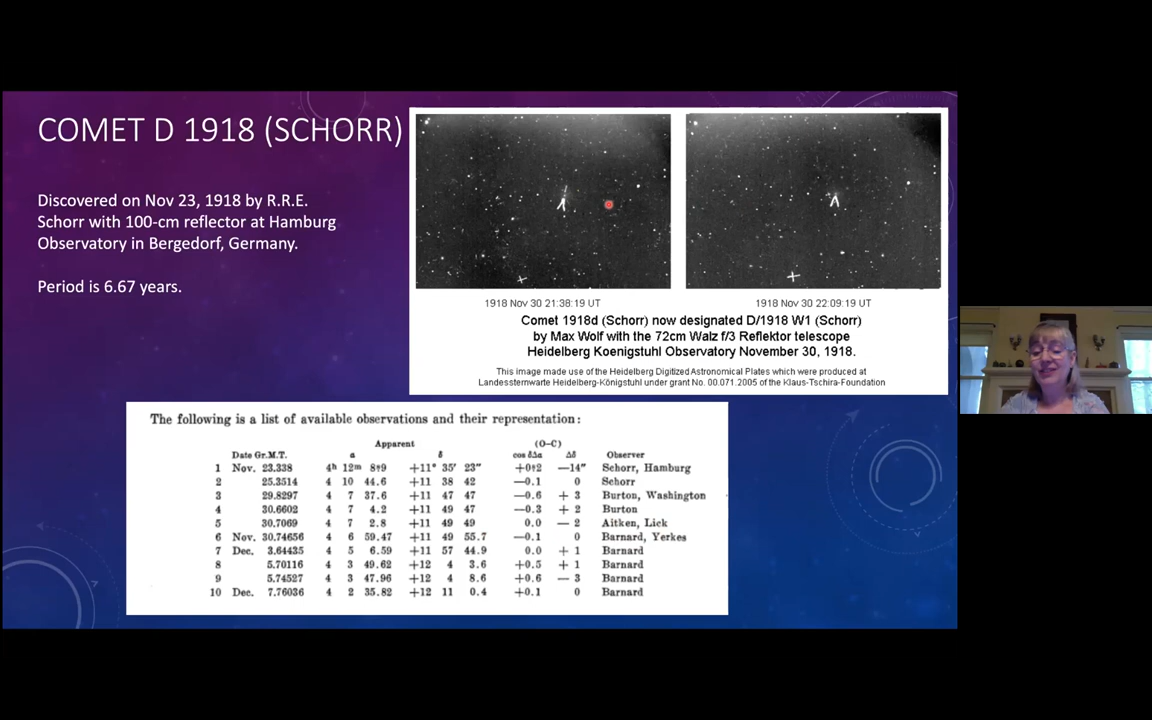 COMET D 1918 (SCHORR)
Discovered on Nov 23, 1918 by R.R.E.
Schorr with 100-cm reflector at Hamburg
Observatory in Bergedorf, Germany.
Period is 6.67 years.
1918 Nov 30 21:38:19 UT
1918 Nov 30 22:09:19 UT
Comet 1918d (Schorr) now designated D/1918 W1 (Schorr)
by Max Wolf with the 72cm Walz f/3 Reflektor telescope
Heidelberg Koenigstuhl Observatory November 30, 1918.
This image made use of the Heidelberg Digitized Astronomical Plates which were produced at
Landessternwarte Heidelberg-Königstuhl under grant No. 00.071.2005 of the Klaus-Tschira-Foundation
The following is a list of available observations and their representation:
Apparent (O–C)
Date Gr.M.T. α δ cos δΔα Δδ Observer
1 Nov. 23.338 4h 12m 8s9 +11° 35′ 23″ +0s2 —14″ Schorr, Hamburg
2 25.3514 4 10 44.6 +11 38 42 —0.1 0 Schorr
3 29.8297 4 7 37.6 +11 47 47 —0.6 + 3 Burton, Washington
4 30.6602 4 7 4.2 +11 49 47 —0.3 + 2 Burton
5 30.7069 4 7 2.8 +11 49 49 0.0 — 2 Aitken, Lick
6 Nov. 30.74656 4 6 59.47 +11 49 55.7 —0.1 0 Barnard, Yerkes
7 Dec. 3.64435 4 5 6.59 +11 57 44.9 0.0 + 1 Barnard
8 5.70116 4 3 49.62 +12 4 3.6 +0.5 + 1 Barnard
9 5.74527 4 3 47.96 +12 4 8.6 +0.6 — 3 Barnard
10 Dec. 7.76036 4 2 35.82 +12 11 0.4 +0.1 0 Barnard